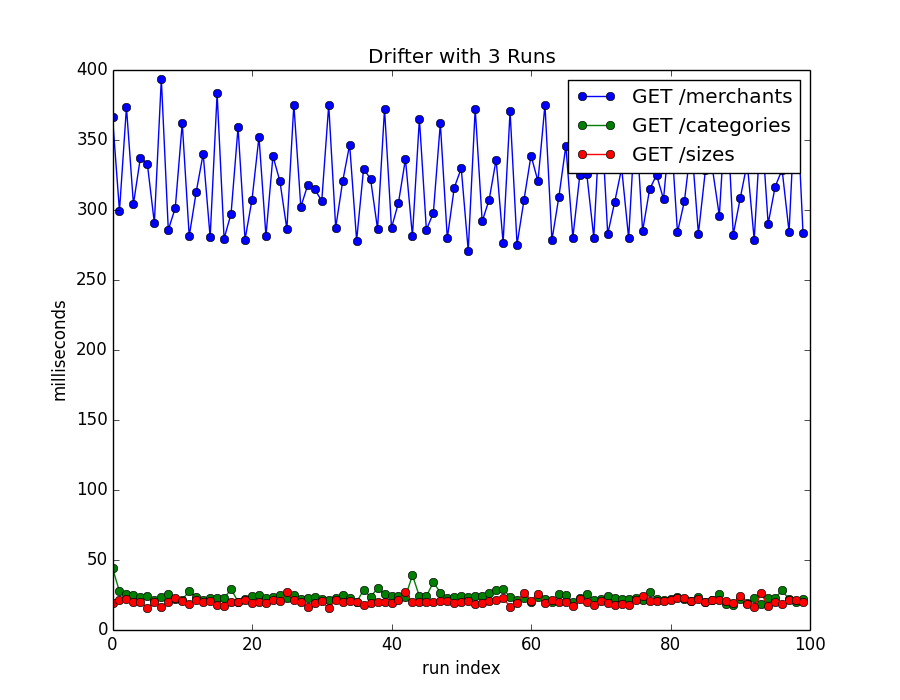 Drifter with 3 Runs
400
350
300
250
200
150
100
50
0
milliseconds
GET /merchants
GET /categories
GET /sizes
0 20 40 60 80 100
run index